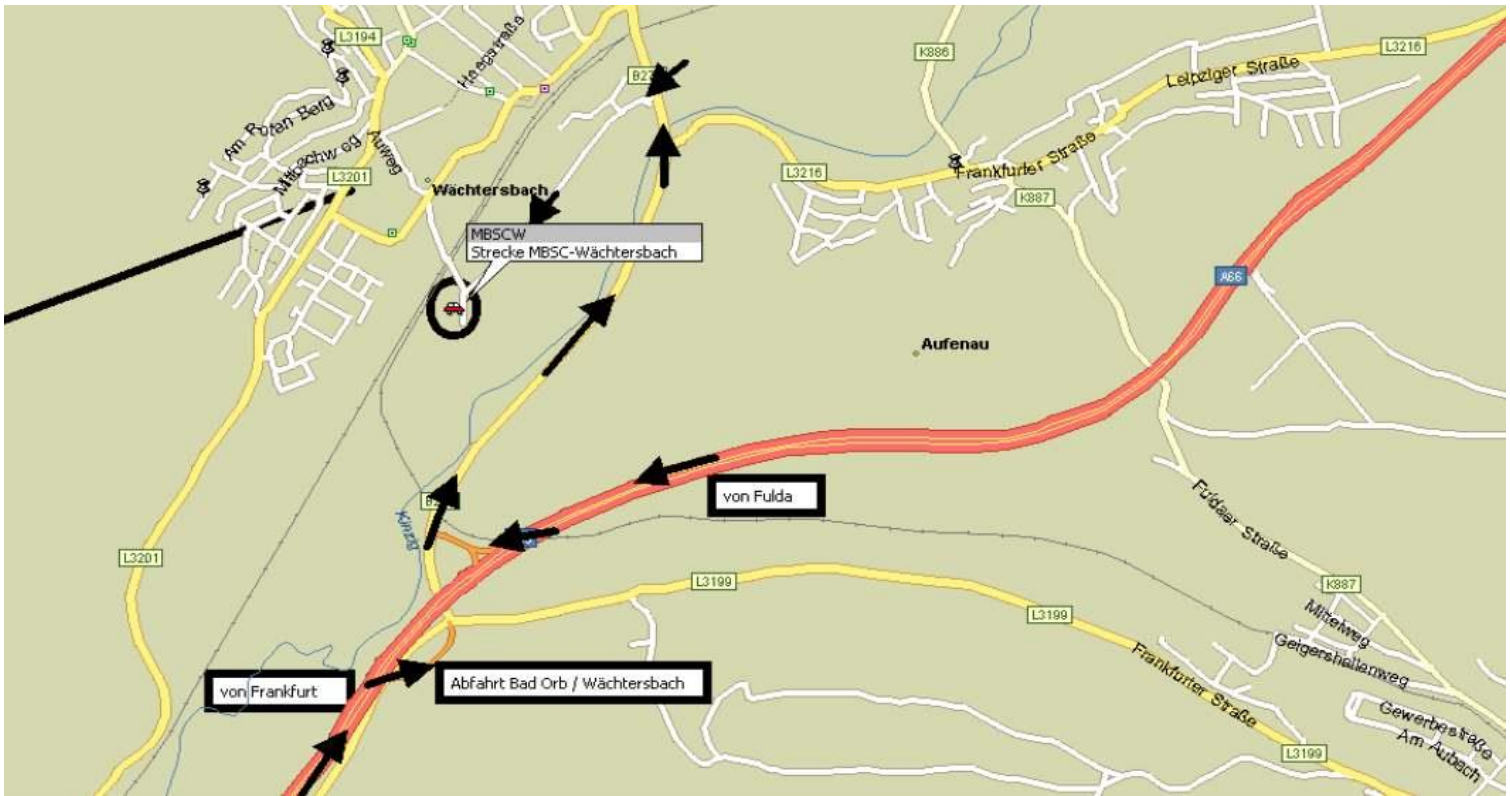 L3194
Haegstraße
K886
L3216
Leipziger Straße
Am Roten Berg
Auweg
L3201
Wächtersbach
L3216
Frankfurter Straße
K887
MBSCW
Strecke MBSC-Wächtersbach
A66
Aufenau
von Fulda
Kinzig
Fuldaer Straße
L3201
L3199
L3199
K887
Mittelweg
Geigershallenweg
Frankfurter Straße
von Frankfurt
Abfahrt Bad Orb / Wächtersbach
Gewerbestraße
Am Aubach
L3199